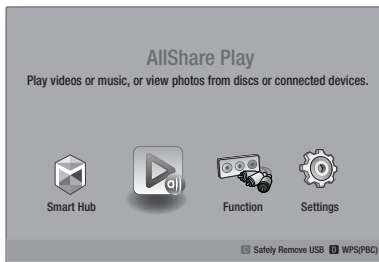 AllShare Play
Play videos or music, or view photos from discs or connected devices.
all
Smart Hub
Function
Settings
C Safely Remove USB D WPS(PBC)